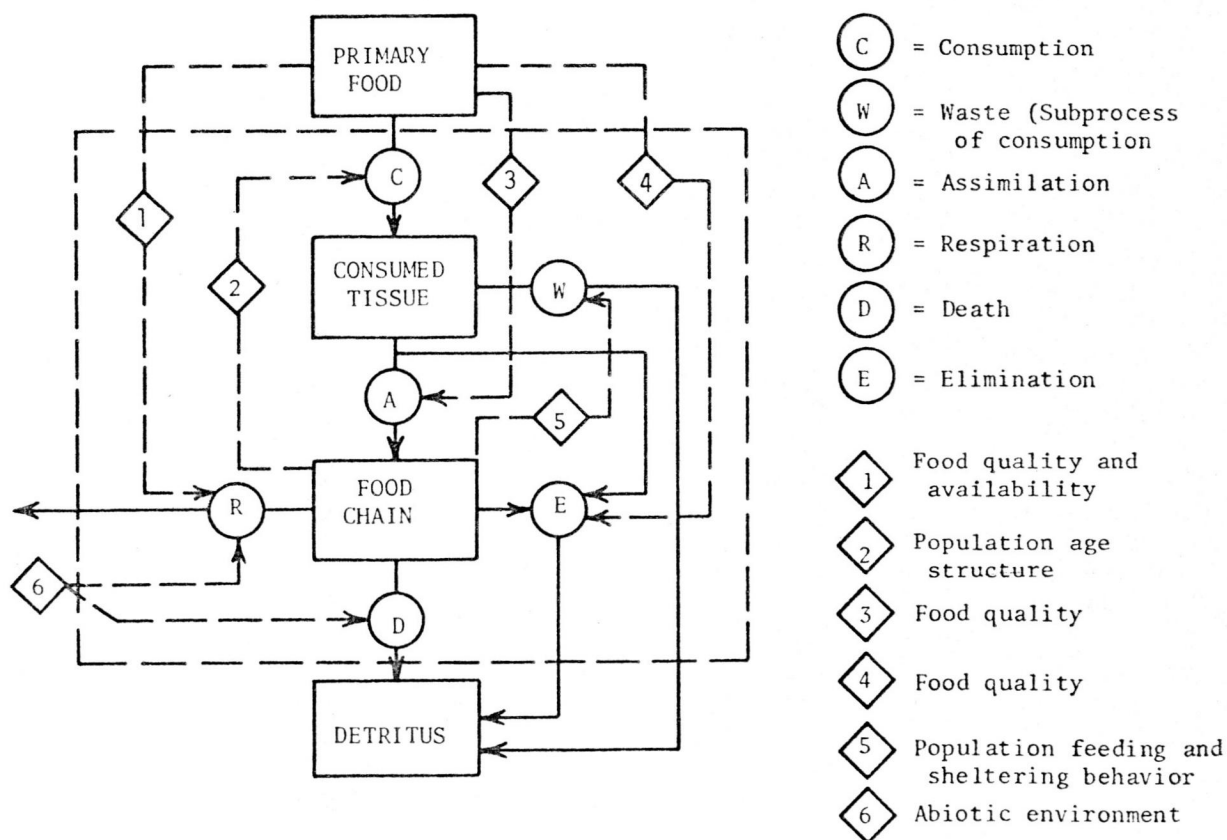 PRIMARY
FOOD
C
1
3
4
2
CONSUMED
TISSUE
W
A
5
FOOD
CHAIN
R
E
6
D
DETRITUS
C = Consumption
W = Waste (Subprocess
of consumption
A = Assimilation
R = Respiration
D = Death
E = Elimination
1 Food quality and
availability
2 Population age
structure
3 Food quality
4 Food quality
5 Population feeding and
sheltering behavior
6 Abiotic environment